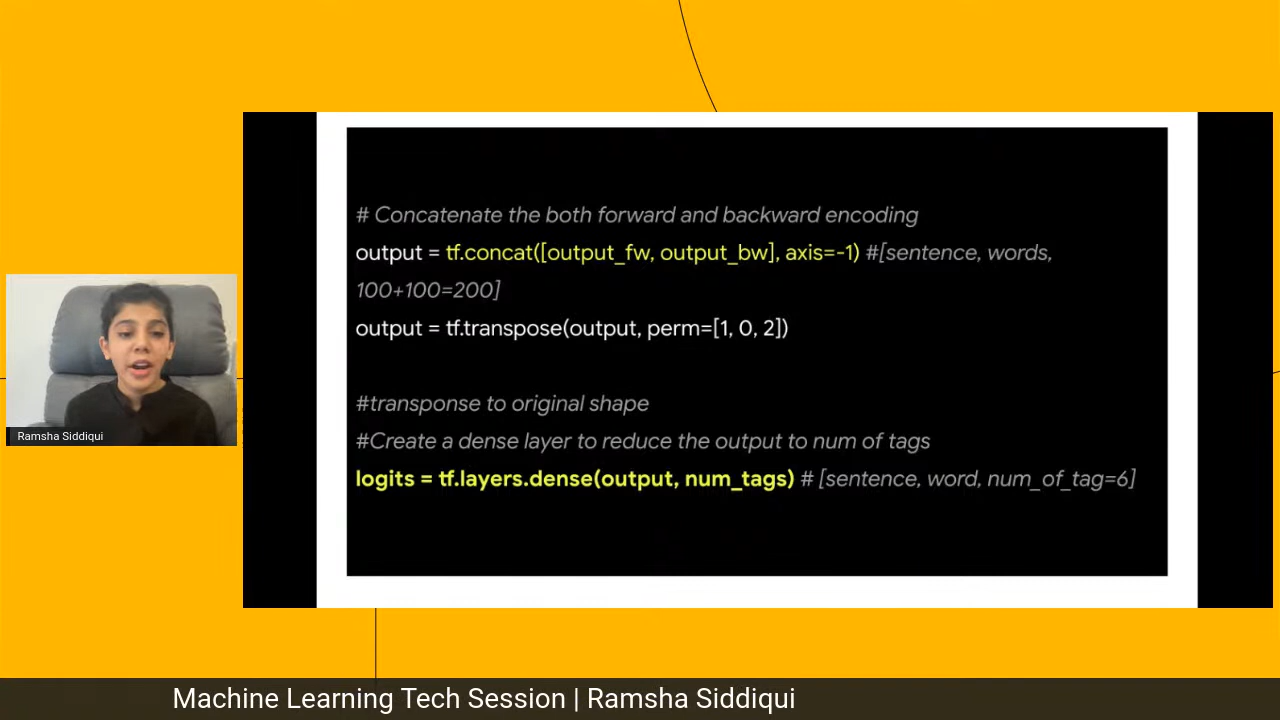 # Concatenate the both forward and backward encoding
output = tf.concat([output_fw, output_bw], axis=-1) #[sentence, words,
100+100=200]
output = tf.transpose(output, perm=[1, 0, 2])
#transponse to original shape
#Create a dense layer to reduce the output to num of tags
logits = tf.layers.dense(output, num_tags) # [sentence, word, num_of_tag=6]
Ramsha Siddiqui
Machine Learning Tech Session | Ramsha Siddiqui